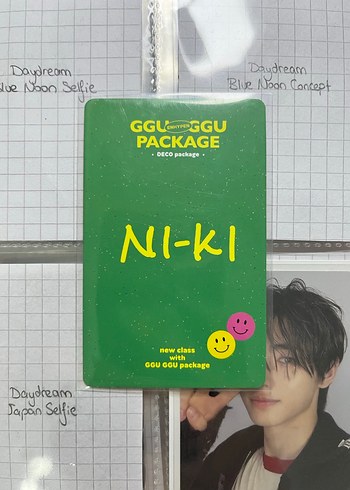 Daydream
Blue Noon Concept
Daydream
lue Noon Selfie
GGU ENHYPEN GGU
PACKAGE
· DECO package ·
NI-KI
new class
with
GGU GGU package
Daydream
Japan Selfie